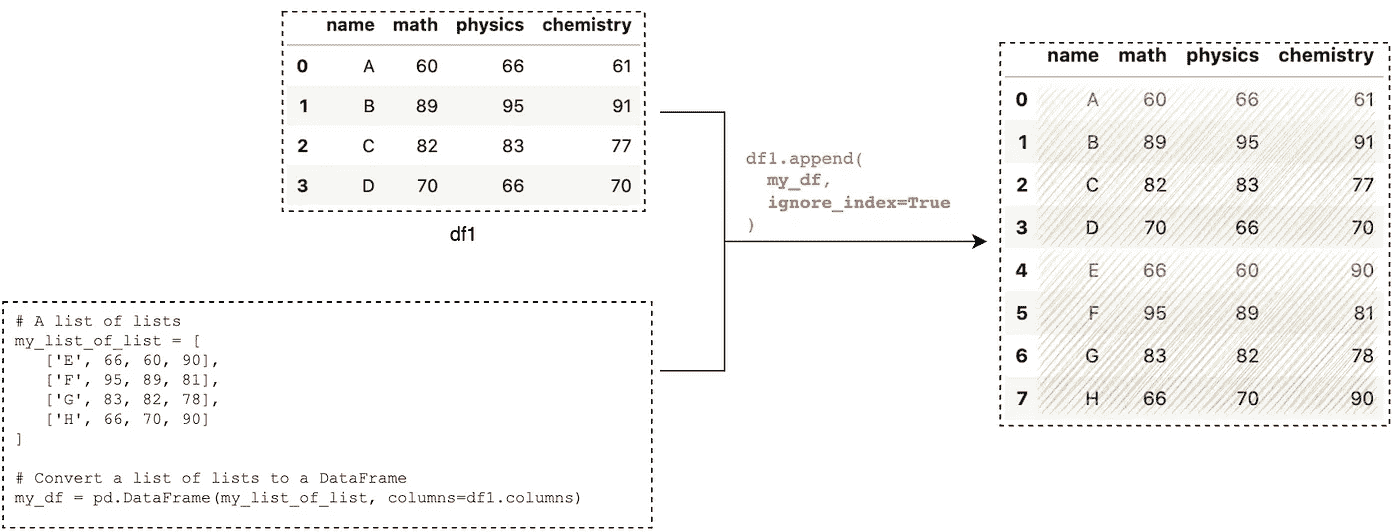 name math physics chemistry
0 A 60 66 61
1 B 89 95 91
2 C 82 83 77
3 D 70 66 70
df1
# A list of lists
my_list_of_list = [
['E', 66, 60, 90],
['F', 95, 89, 81],
['G', 83, 82, 78],
['H', 66, 70, 90]
]
# Convert a list of lists to a DataFrame
my_df = pd.DataFrame(my_list_of_list, columns=df1.columns)
df1.append(
my_df,
ignore_index=True
)
name math physics chemistry
0 A 60 66 61
1 B 89 95 91
2 C 82 83 77
3 D 70 66 70
4 E 66 60 90
5 F 95 89 81
6 G 83 82 78
7 H 66 70 90